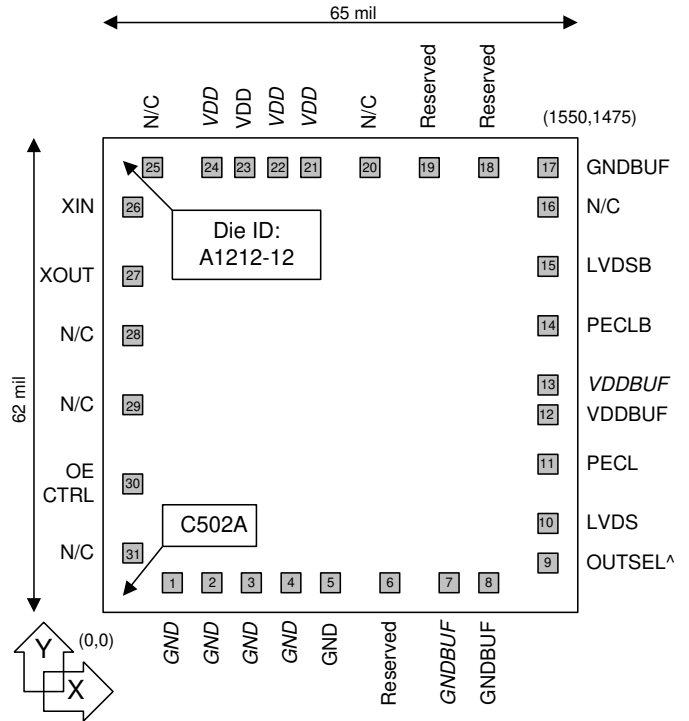 65 mil
N/C
VDD
VDD
VDD
VDD
N/C
Reserved
Reserved
(1550,1475)
25
24
23
22
21
20
19
18
17
GNDBUF
XIN
26
16
N/C
Die ID:
A1212-12
XOUT
27
15
LVDSB
N/C
28
14
PECLB
62 mil
N/C
29
13
VDDBUF
12
VDDBUF
OE
CTRL
30
11
PECL
C502A
10
LVDS
N/C
31
9
OUTSEL^
1
2
3
4
5
6
7
8
(0,0)
Y
X
GND
GND
GND
GND
GND
Reserved
GNDBUF
GNDBUF